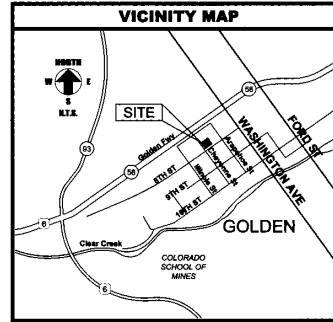 VICINITY MAP
NORTH
W E
S
N.T.S.
58
SITE
FORD ST
Golden Fwy
WASHINGTON AVE
93
Arapahoe St
Cheyenne St
58
8TH ST
Illinois St
9TH ST
10TH ST
6
GOLDEN
Clear Creek
COLORADO
SCHOOL OF
MINES
6